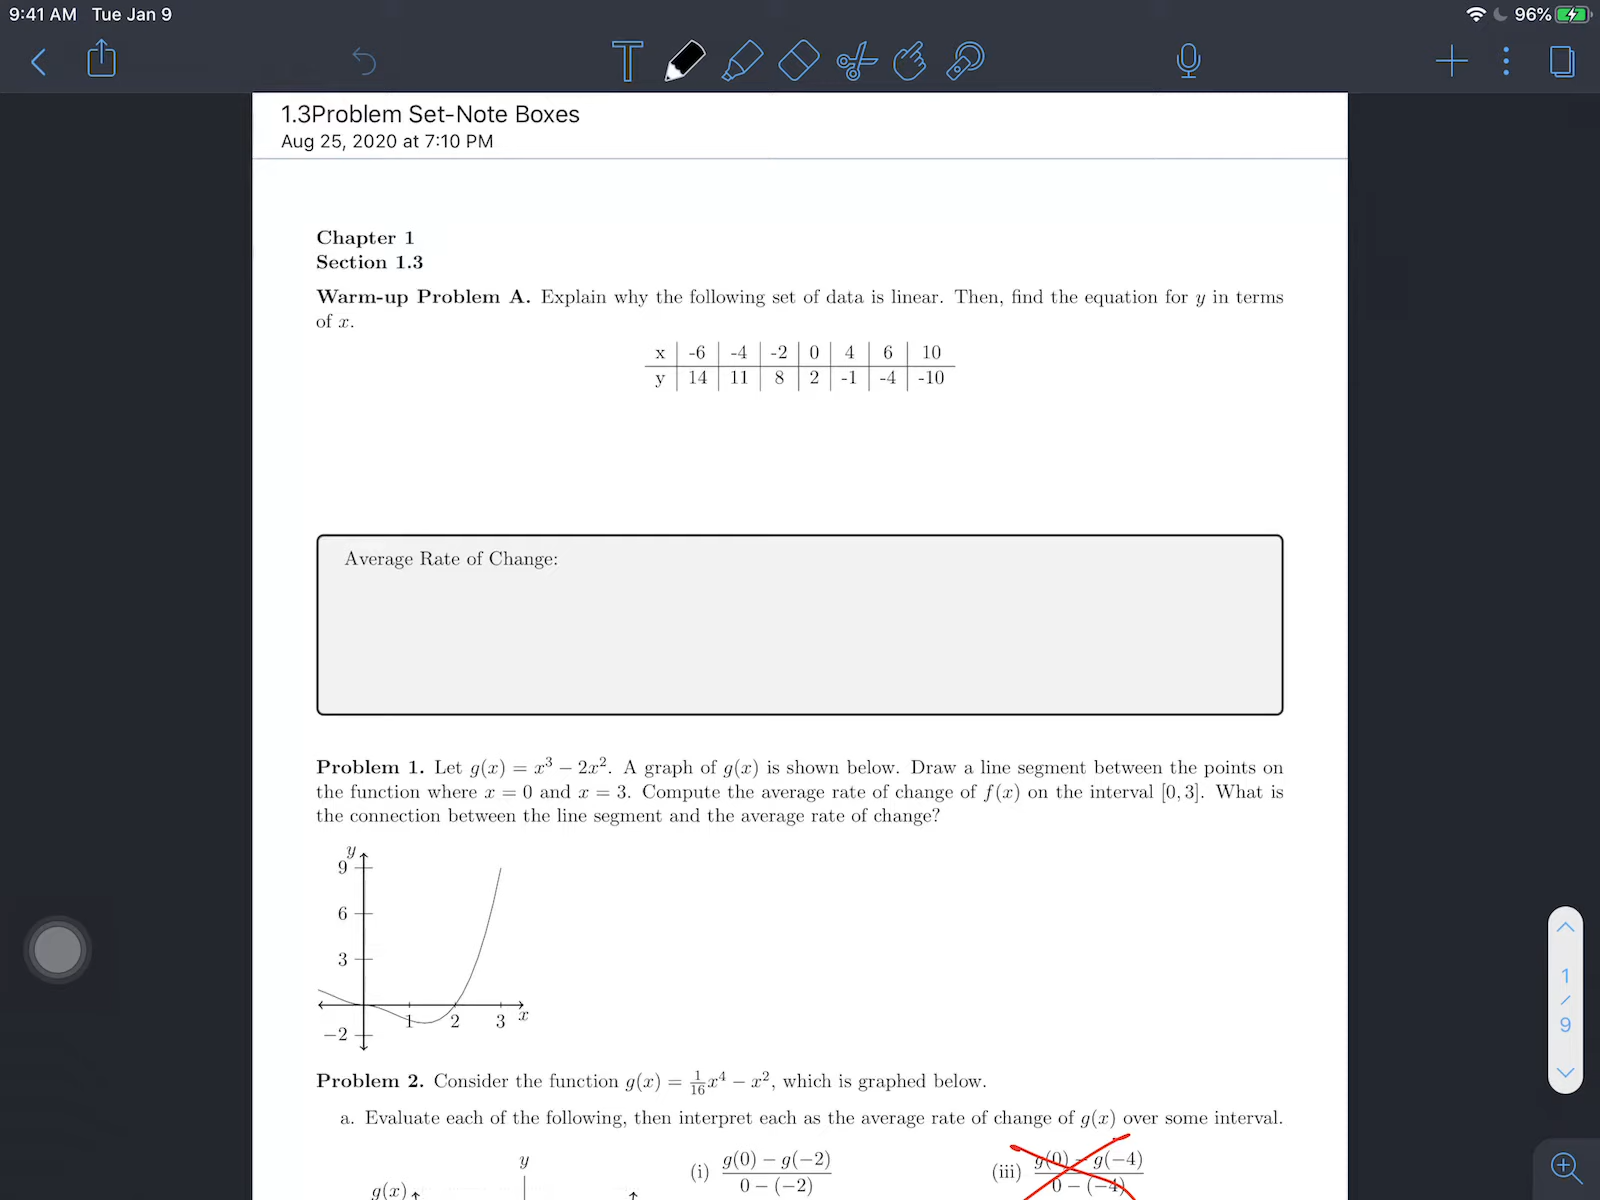 9:41 AM Tue Jan 9
96%
1.3Problem Set-Note Boxes
Aug 25, 2020 at 7:10 PM
Chapter 1
Section 1.3
Warm-up Problem A. Explain why the following set of data is linear. Then, find the equation for y in terms
of x.
x -6 -4 -2 0 4 6 10
y 14 11 8 2 -1 -4 -10
Average Rate of Change:
Problem 1. Let g(x) = x³ − 2x². A graph of g(x) is shown below. Draw a line segment between the points on
the function where x = 0 and x = 3. Compute the average rate of change of f(x) on the interval [0, 3]. What is
the connection between the line segment and the average rate of change?
y
9
6
3
−2
1 2 3 x
Problem 2. Consider the function g(x) = 1/16 x⁴ − x², which is graphed below.
a. Evaluate each of the following, then interpret each as the average rate of change of g(x) over some interval.
y
g(x)
(i) g(0) − g(−2)
0 − (−2)
(iii) g(0) − g(−4)
0 − (−4)
1
/
9